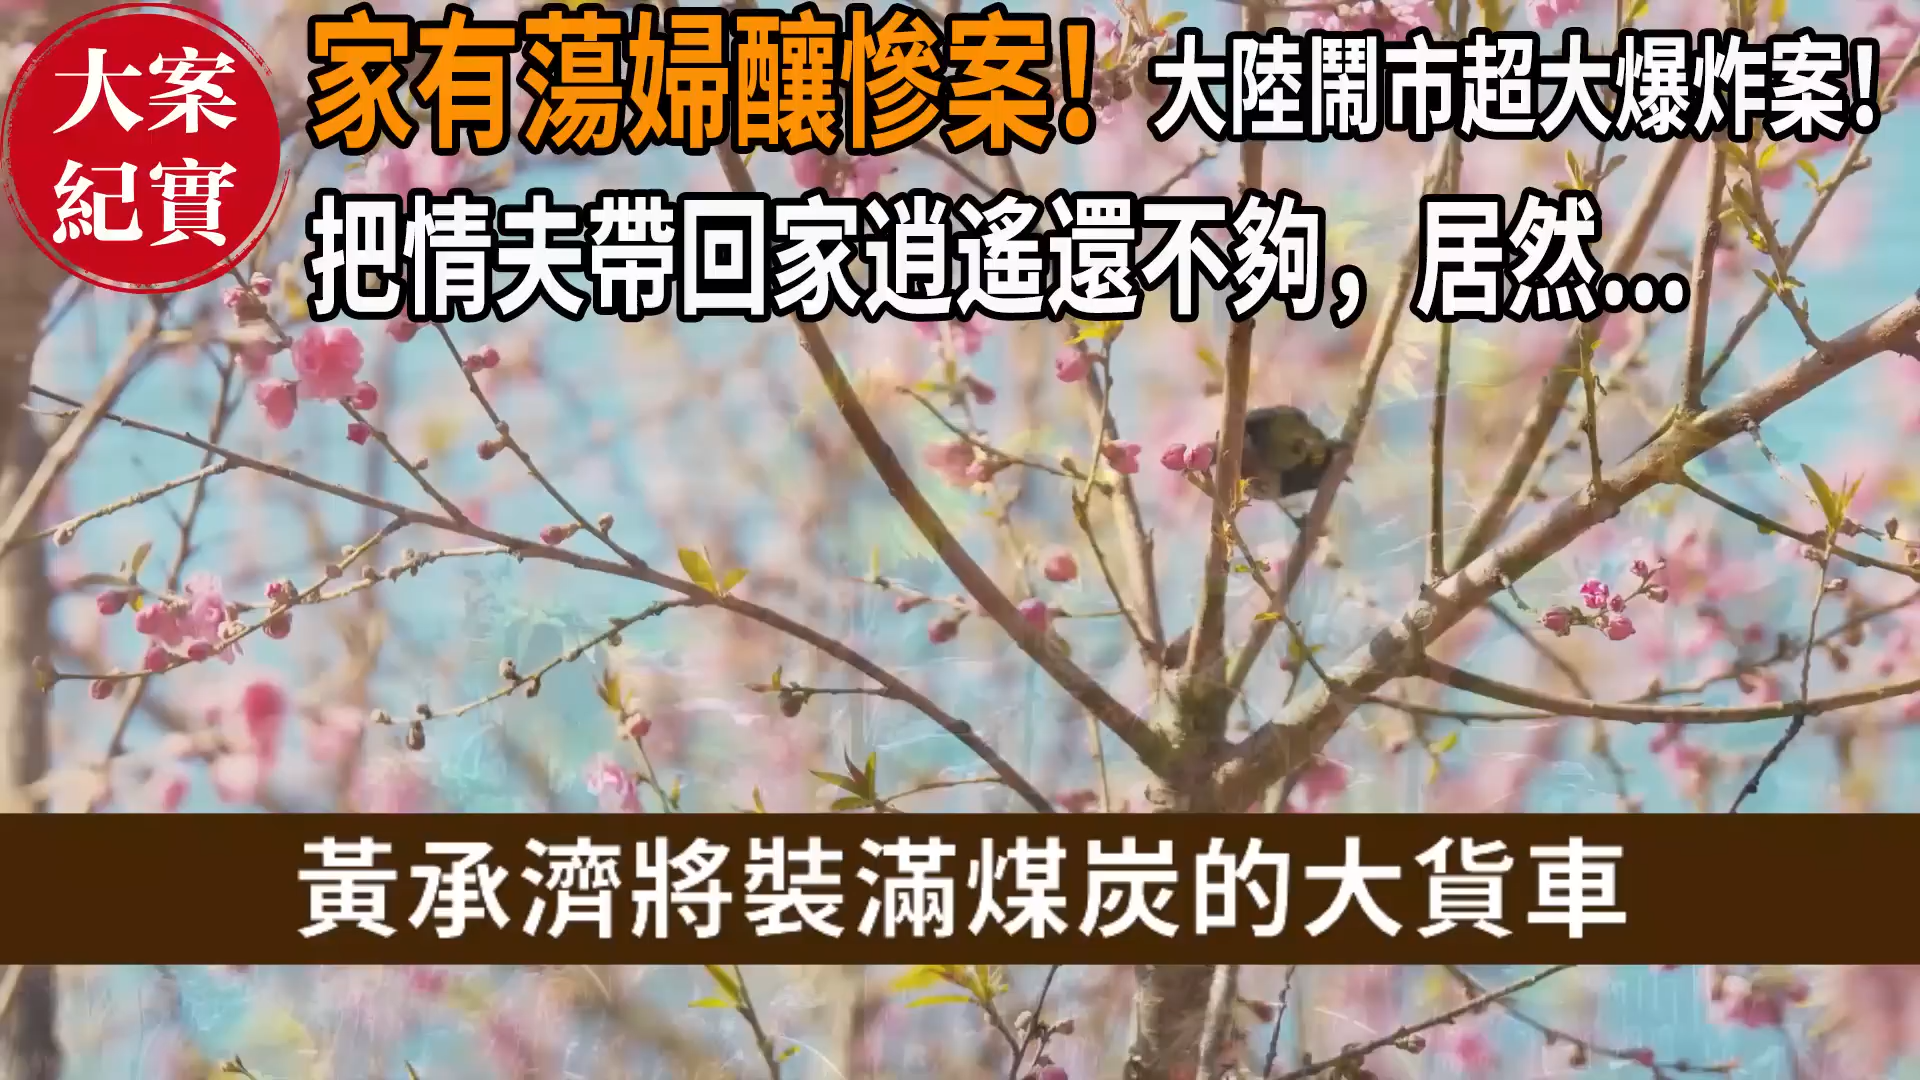 大案
紀實
家有蕩婦釀慘案！大陸鬧市超大爆炸案！
把情夫帶回家逍遙還不夠，居然...
黃承濟將裝滿煤炭的大貨車